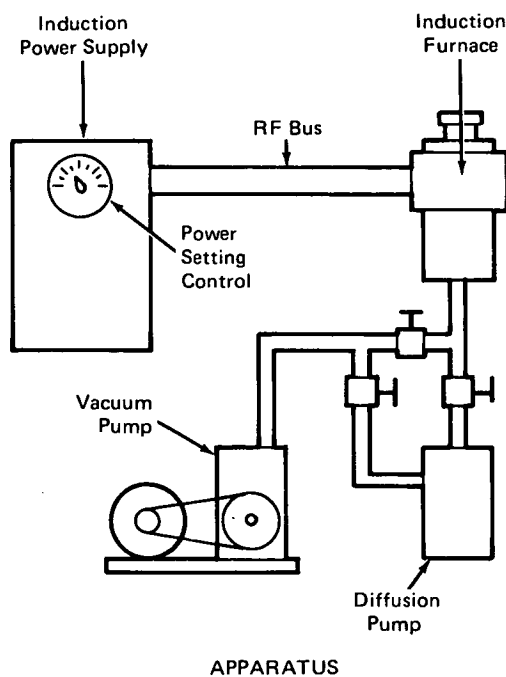 Induction
Power Supply
Induction
Furnace
RF Bus
Power
Setting
Control
Vacuum
Pump
Diffusion
Pump
APPARATUS